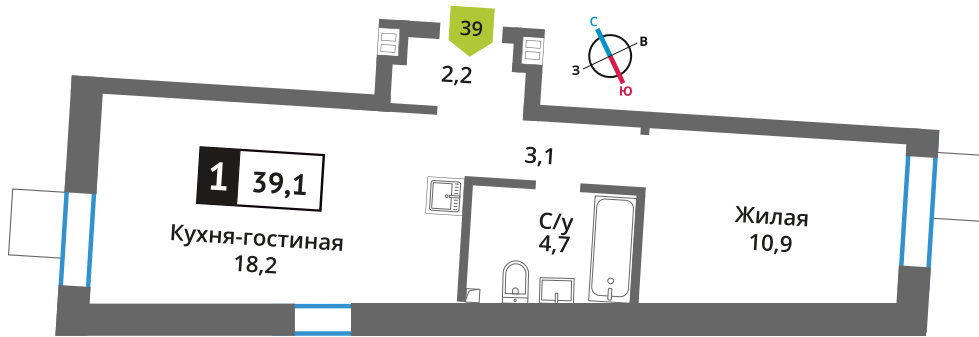 39
С
В
З
Ю
2,2
3,1
1 39,1
Кухня-гостиная
18,2
С/у
4,7
Жилая
10,9